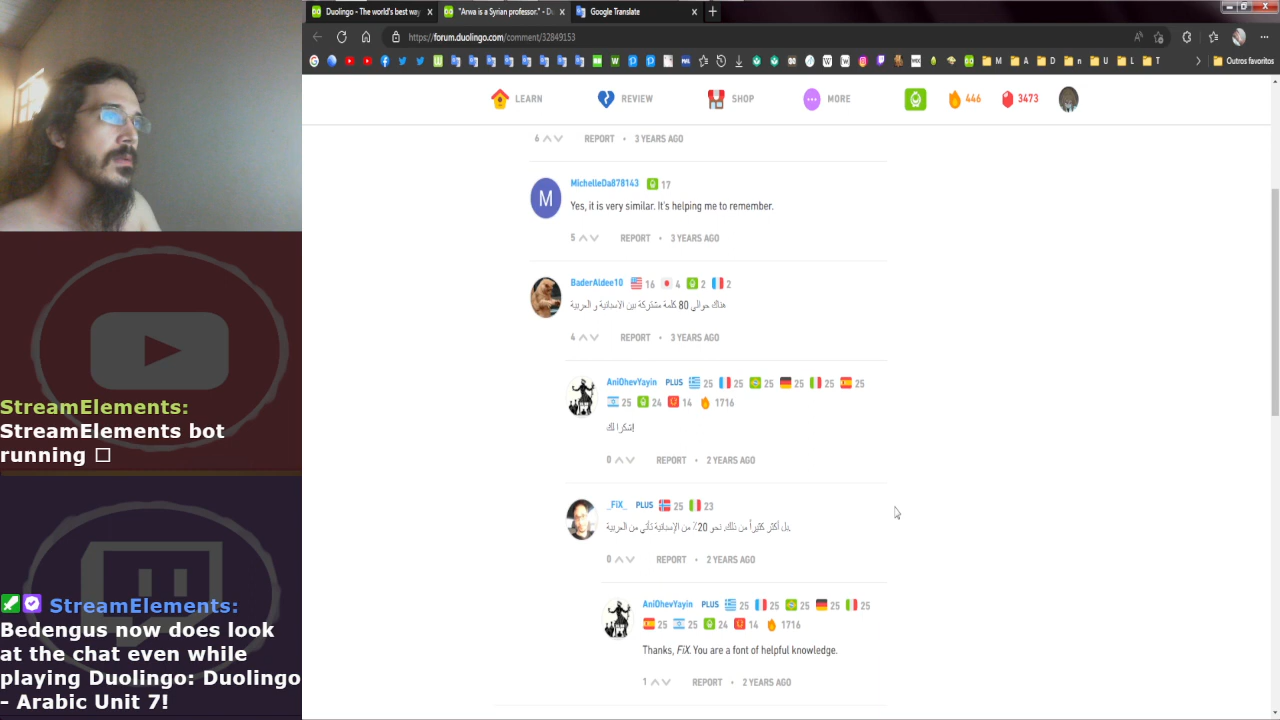 Duolingo - The world's best way
"Arwa is a Syrian professor." - Du
Google Translate
https://forum.duolingo.com/comment/32849153
Outros favoritos
LEARN
REVIEW
SHOP
MORE
446
3473
6
REPORT • 3 YEARS AGO
MichelleDa878143 17
Yes, it is very similar. It's helping me to remember.
5 REPORT • 3 YEARS AGO
BaderAldee10 16 4 2 2
هناك حوالي 80 كلمة مشتركة بين الاسبانية و العربية
4 REPORT • 3 YEARS AGO
AniOhevYayin PLUS 25 25 25 25 25 25
25 24 14 1716
شكرا لك!
0 REPORT • 2 YEARS AGO
_FiX_ PLUS 25 23
بل أكثر كثيراً من ذلك. نحو 20٪ من الإسبانية تأتي من العربية.
0 REPORT • 2 YEARS AGO
AniOhevYayin PLUS 25 25 25 25 25
25 25 24 14 1716
Thanks, FiX. You are a font of helpful knowledge.
1 REPORT • 2 YEARS AGO
StreamElements:
StreamElements bot
running
StreamElements:
Rebengus now does look
at the chat even while
playing Duolingo: Duolingo
- Arabic Unit 7!